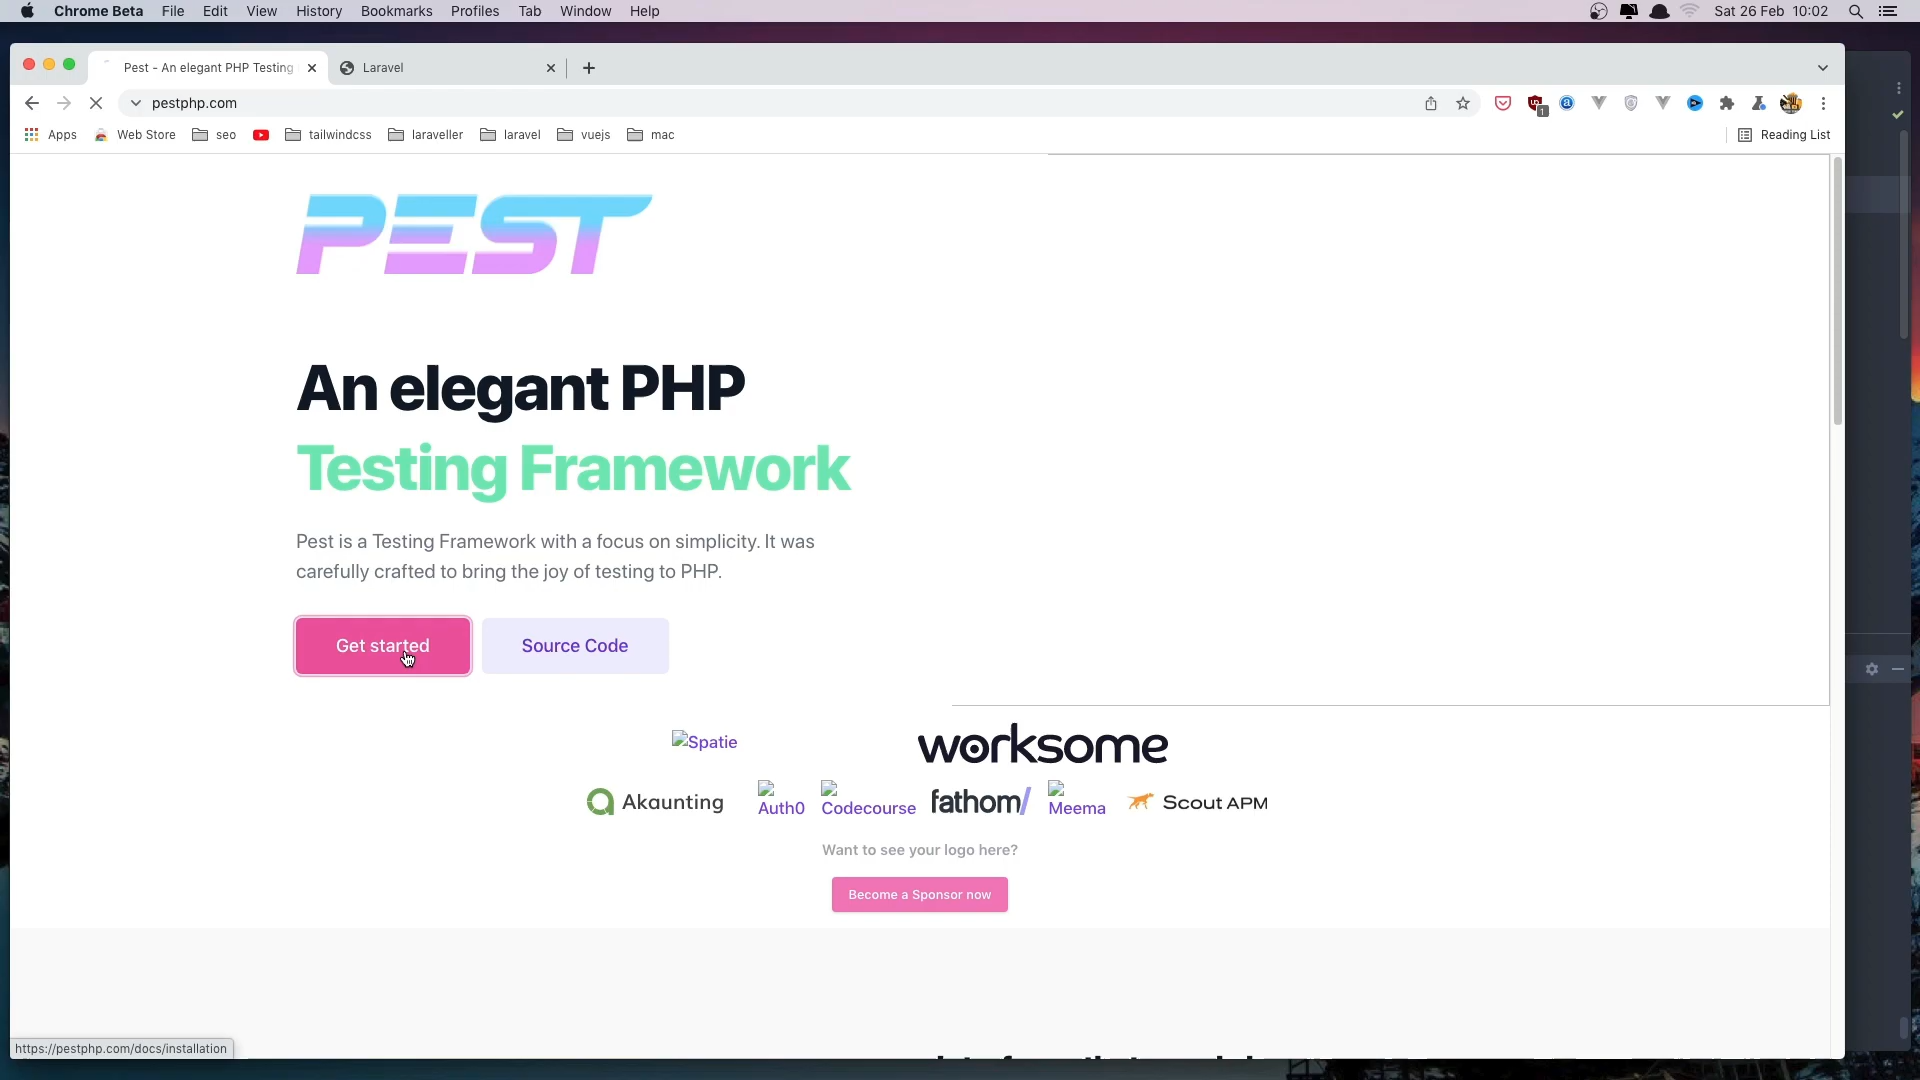 Chrome Beta File Edit View History Bookmarks Profiles Tab Window Help
Sat 26 Feb 10:02
Pest - An elegant PHP Testing
Laravel
pestphp.com
1
Apps Web Store seo tailwindcss laraveller laravel vuejs mac
Reading List
PEST
An elegant PHP
Testing Framework
Pest is a Testing Framework with a focus on simplicity. It was
carefully crafted to bring the joy of testing to PHP.
Get started
Source Code
Spatie
worksome
Akaunting
Auth0
Codecourse
fathom/
Meema
Scout APM
Want to see your logo here?
Become a Sponsor now
https://pestphp.com/docs/installation